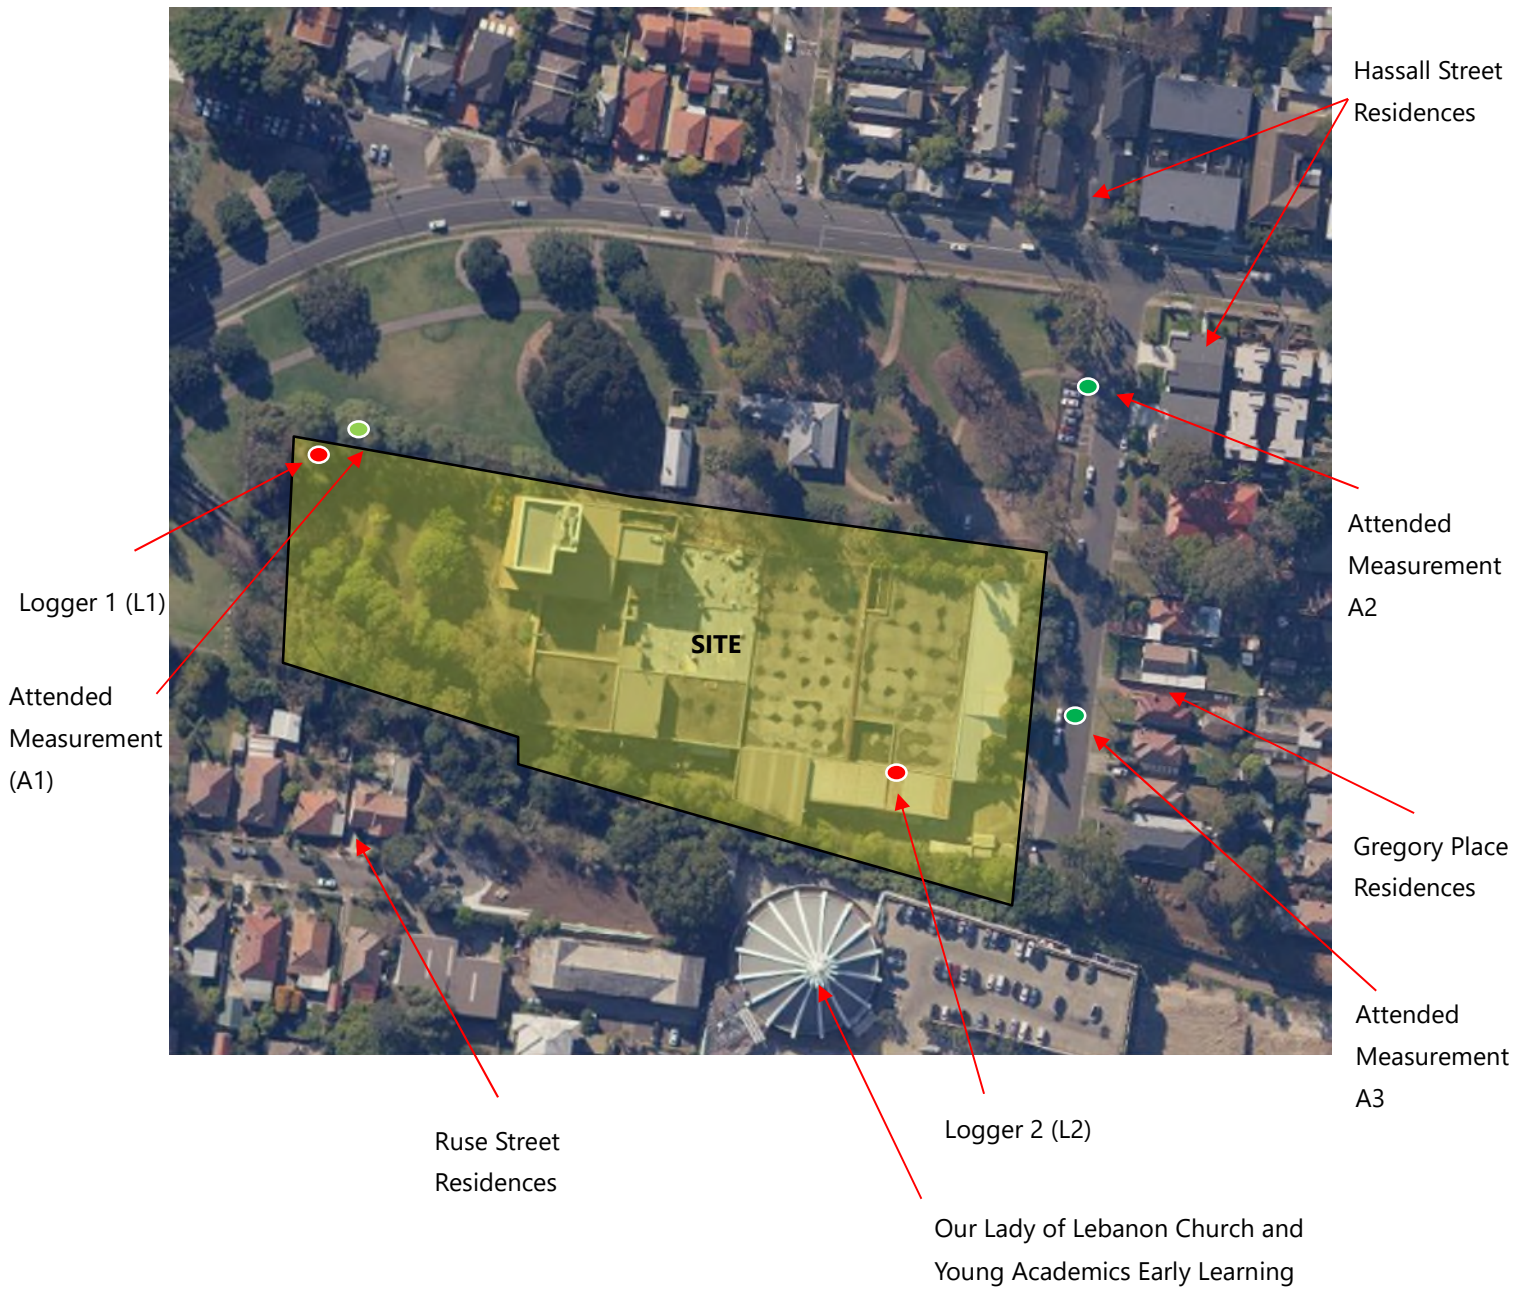 Hassall Street
Residences
Attended
Measurement
A2
Logger 1 (L1)
SITE
Attended
Measurement
(A1)
Gregory Place
Residences
Attended
Measurement
A3
Logger 2 (L2)
Ruse Street
Residences
Our Lady of Lebanon Church and
Young Academics Early Learning